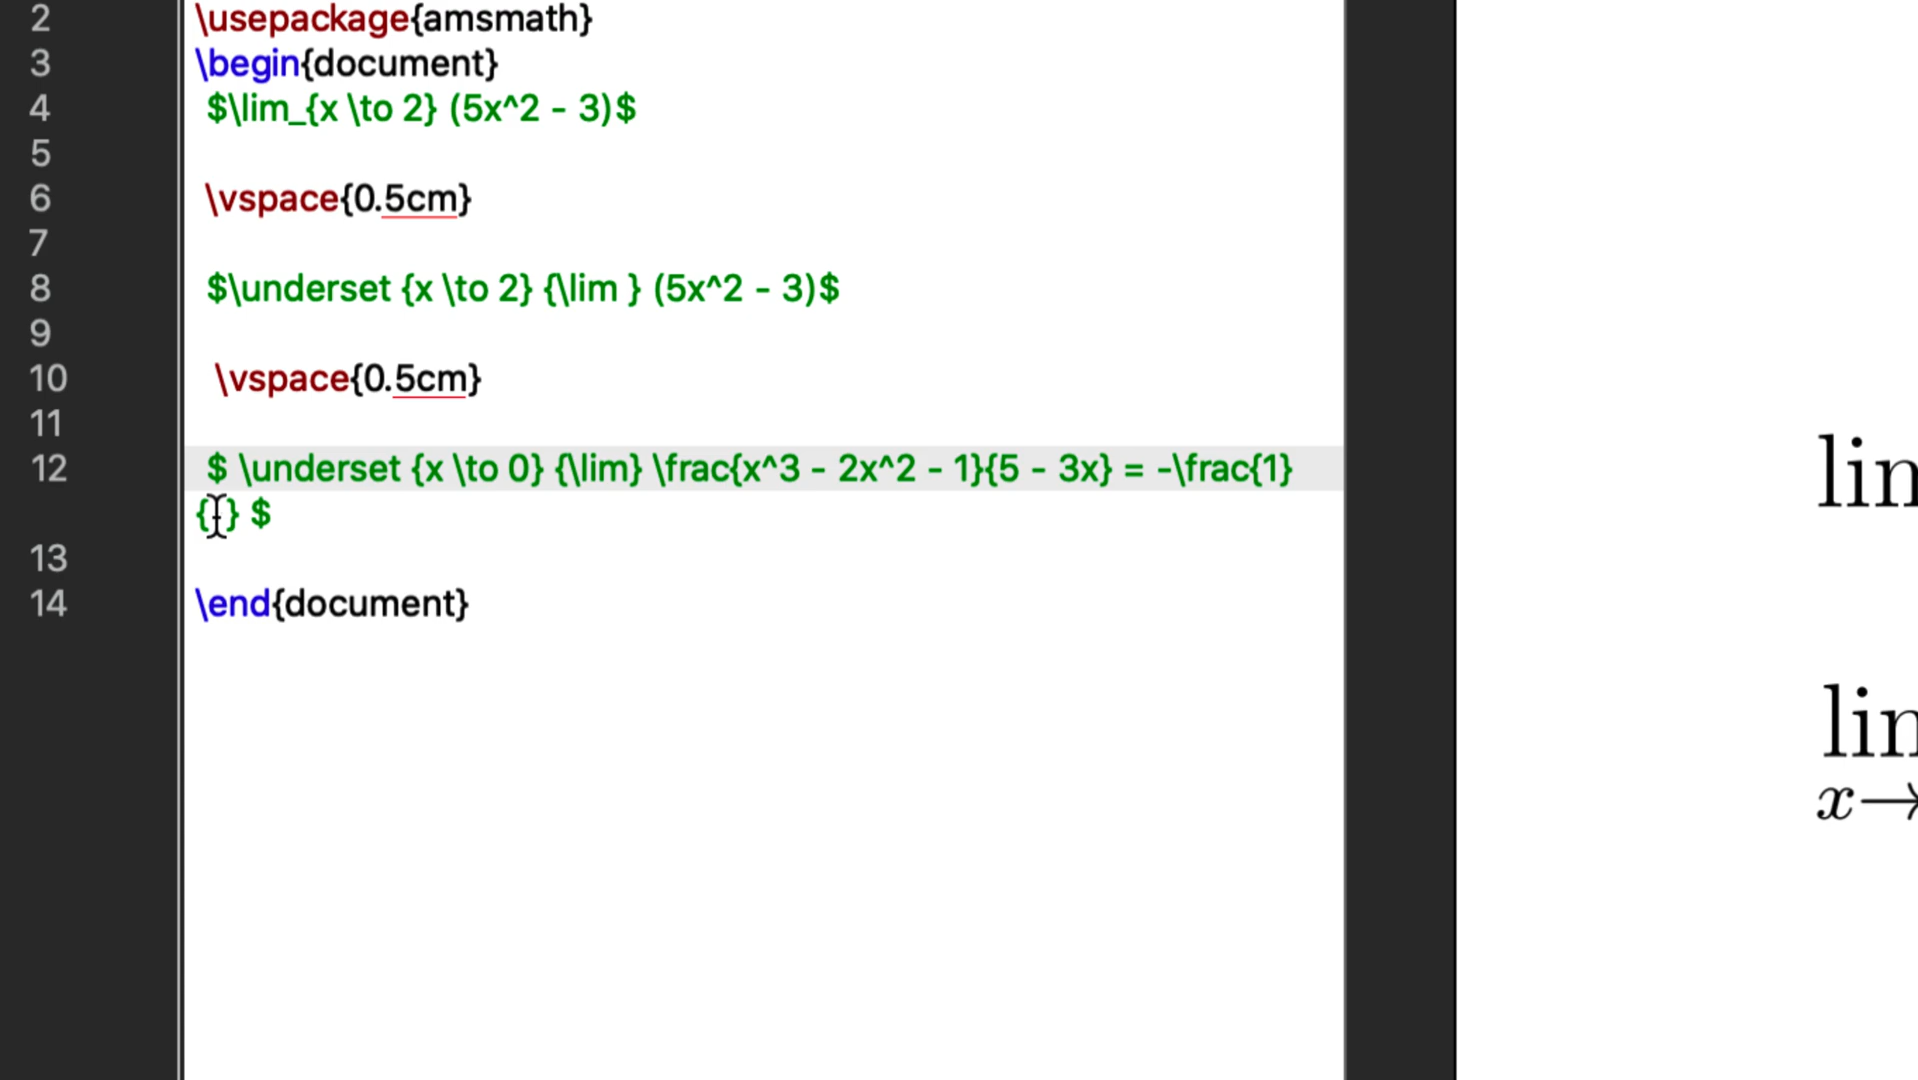 2 \usepackage{amsmath}
3 \begin{document}
4 $\lim_{x \to 2} (5x^2 - 3)$
5
6 \vspace{0.5cm}
7
8 $\underset {x \to 2} {\lim } (5x^2 - 3)$
9
10 \vspace{0.5cm}
11
12 $ \underset {x \to 0} {\lim} \frac{x^3 - 2x^2 - 1}{5 - 3x} = -\frac{1}
{} $
13
14 \end{document}
x→